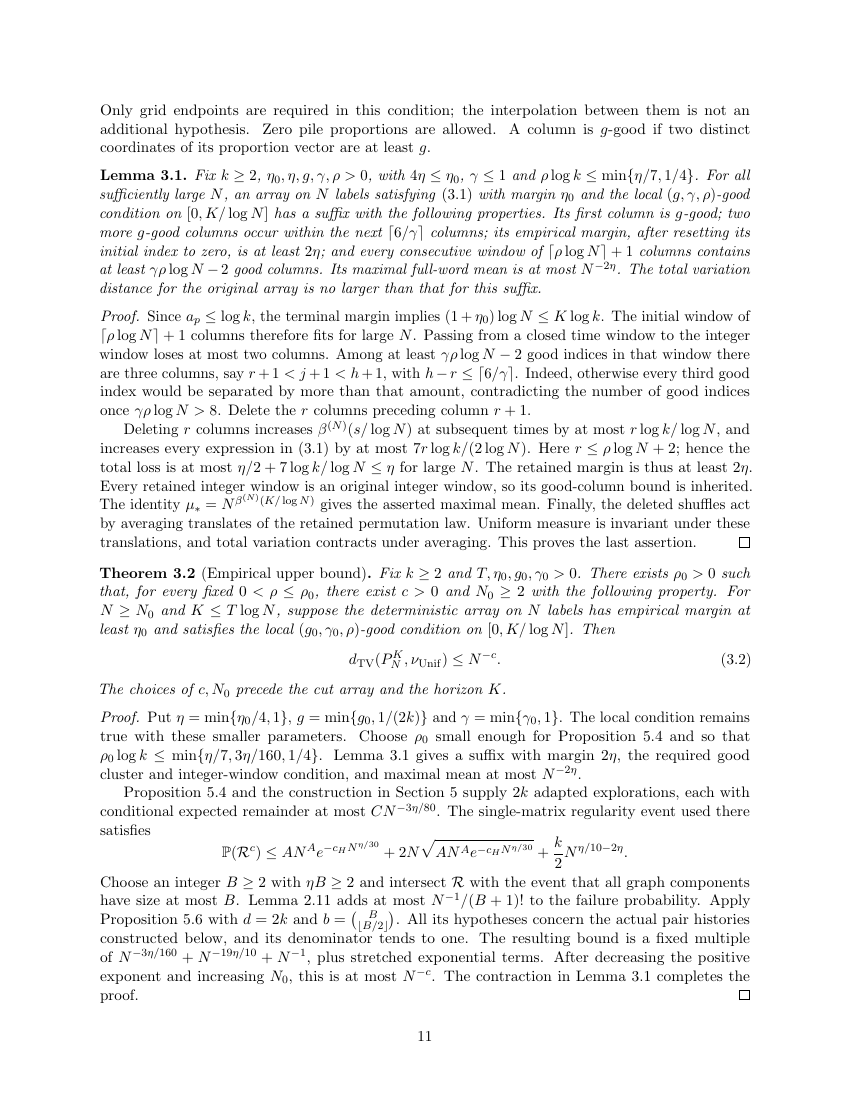 Only grid endpoints are required in this condition; the interpolation between them is not an
additional hypothesis. Zero pile proportions are allowed. A column is g-good if two distinct
coordinates of its proportion vector are at least g.
Lemma 3.1. Fix k ≥ 2, η₀, η, g, γ, ρ > 0, with 4η ≤ η₀, γ ≤ 1 and ρ log k ≤ min{η/7, 1/4}. For all
sufficiently large N, an array on N labels satisfying (3.1) with margin η₀ and the local (g, γ, ρ)-good
condition on [0, K/ log N] has a suffix with the following properties. Its first column is g-good; two
more g-good columns occur within the next ⌈6/γ⌉ columns; its empirical margin, after resetting its
initial index to zero, is at least 2η; and every consecutive window of ⌈ρ log N⌉ + 1 columns contains
at least γρ log N − 2 good columns. Its maximal full-word mean is at most N^{−2η}. The total variation
distance for the original array is no larger than that for this suffix.
Proof. Since a_p ≤ log k, the terminal margin implies (1 + η₀) log N ≤ K log k. The initial window of
⌈ρ log N⌉ + 1 columns therefore fits for large N. Passing from a closed time window to the integer
window loses at most two columns. Among at least γρ log N − 2 good indices in that window there
are three columns, say r + 1 < j + 1 < h + 1, with h − r ≤ ⌈6/γ⌉. Indeed, otherwise every third good
index would be separated by more than that amount, contradicting the number of good indices
once γρ log N > 8. Delete the r columns preceding column r + 1.
Deleting r columns increases β^{(N)}(s/ log N) at subsequent times by at most r log k/ log N, and
increases every expression in (3.1) by at most 7r log k/(2 log N). Here r ≤ ρ log N + 2; hence the
total loss is at most η/2 + 7 log k/ log N ≤ η for large N. The retained margin is thus at least 2η.
Every retained integer window is an original integer window, so its good-column bound is inherited.
The identity μ_* = N^{β^{(N)}(K/ log N)} gives the asserted maximal mean. Finally, the deleted shuffles act
by averaging translates of the retained permutation law. Uniform measure is invariant under these
translations, and total variation contracts under averaging. This proves the last assertion. □
Theorem 3.2 (Empirical upper bound). Fix k ≥ 2 and T, η₀, g₀, γ₀ > 0. There exists ρ₀ > 0 such
that, for every fixed 0 < ρ ≤ ρ₀, there exist c > 0 and N₀ ≥ 2 with the following property. For
N ≥ N₀ and K ≤ T log N, suppose the deterministic array on N labels has empirical margin at
least η₀ and satisfies the local (g₀, γ₀, ρ)-good condition on [0, K/ log N]. Then
d_{TV}(P_N^K, ν_{Unif}) ≤ N^{−c}. (3.2)
The choices of c, N₀ precede the cut array and the horizon K.
Proof. Put η = min{η₀/4, 1}, g = min{g₀, 1/(2k)} and γ = min{γ₀, 1}. The local condition remains
true with these smaller parameters. Choose ρ₀ small enough for Proposition 5.4 and so that
ρ₀ log k ≤ min{η/7, 3η/160, 1/4}. Lemma 3.1 gives a suffix with margin 2η, the required good
cluster and integer-window condition, and maximal mean at most N^{−2η}.
Proposition 5.4 and the construction in Section 5 supply 2k adapted explorations, each with
conditional expected remainder at most CN^{−3η/80}. The single-matrix regularity event used there
satisfies
ℙ(ℛ^c) ≤ AN^A e^{−c_H N^{η/30}} + 2N√(AN^A e^{−c_H N^{η/30}}) + \frac{k}{2} N^{η/10−2η}.
Choose an integer B ≥ 2 with ηB ≥ 2 and intersect ℛ with the event that all graph components
have size at most B. Lemma 2.11 adds at most N^{−1}/(B + 1)! to the failure probability. Apply
Proposition 5.6 with d = 2k and b = \binom{B}{⌊B/2⌋}. All its hypotheses concern the actual pair histories
constructed below, and its denominator tends to one. The resulting bound is a fixed multiple
of N^{−3η/160} + N^{−19η/10} + N^{−1}, plus stretched exponential terms. After decreasing the positive
exponent and increasing N₀, this is at most N^{−c}. The contraction in Lemma 3.1 completes the
proof. □
11